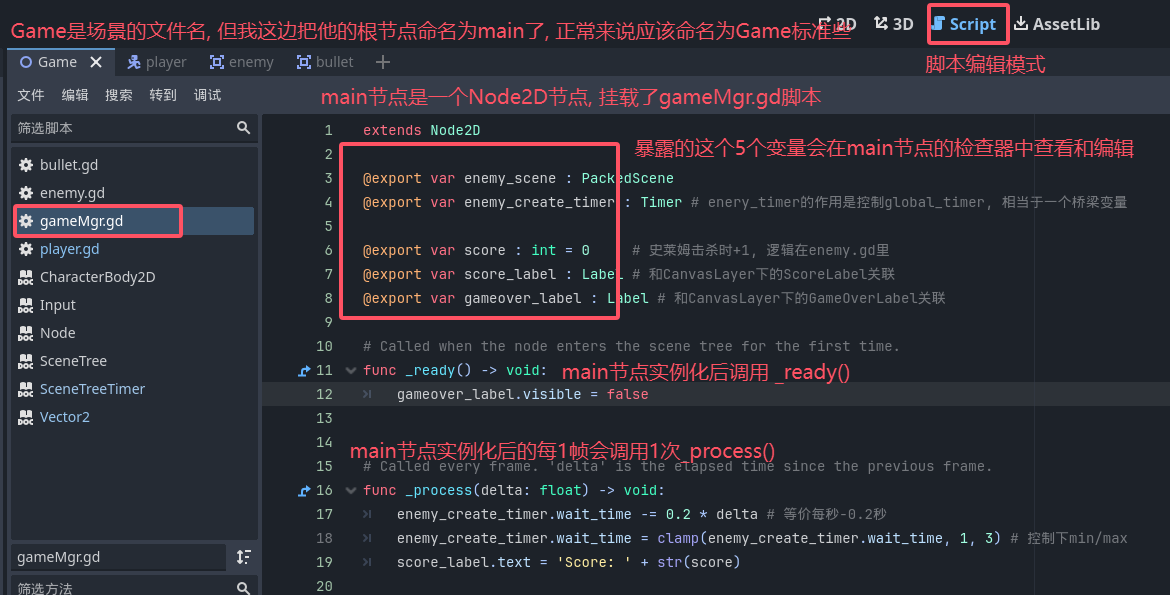 Game是场景的文件名, 但我这边把他的根节点命名为main了, 正常来说应该命名为Game标准些
2D 3D Script AssetLib
Game player enemy bullet
脚本编辑模式
文件 编辑 搜索 转到 调试
main节点是一个Node2D节点, 挂载了gameMgr.gd脚本
筛选脚本
bullet.gd
enemy.gd
gameMgr.gd
player.gd
CharacterBody2D
Input
Node
SceneTree
SceneTreeTimer
Vector2
gameMgr.gd
筛选方法
1 extends Node2D
2
暴露的这个5个变量会在main节点的检查器中查看和编辑
3 @export var enemy_scene : PackedScene
4 @export var enemy_create_timer : Timer # enery_timer的作用是控制global_timer, 相当于一个桥梁变量
5
6 @export var score : int = 0 # 史莱姆击杀时+1, 逻辑在enemy.gd里
7 @export var score_label : Label # 和CanvasLayer下的ScoreLabel关联
8 @export var gameover_label : Label # 和CanvasLayer下的GameOverLabel关联
9
10 # Called when the node enters the scene tree for the first time.
11 func _ready() -> void:
main节点实例化后调用 _ready()
12 gameover_label.visible = false
13
14
main节点实例化后的每1帧会调用1次_process()
15 # Called every frame. 'delta' is the elapsed time since the previous frame.
16 func _process(delta: float) -> void:
17 enemy_create_timer.wait_time -= 0.2 * delta # 等价每秒-0.2秒
18 enemy_create_timer.wait_time = clamp(enemy_create_timer.wait_time, 1, 3) # 控制下min/max
19 score_label.text = 'Score: ' + str(score)
20